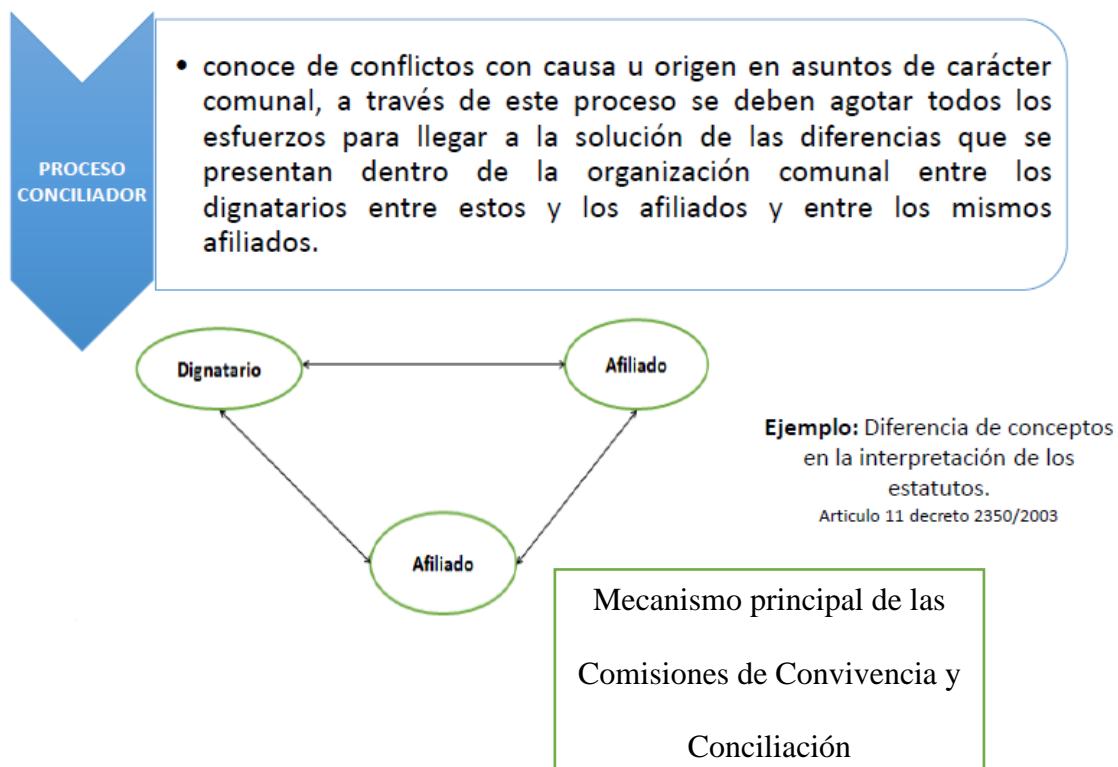 • conoce de conflictos con causa u origen en asuntos de carácter
comunal, a través de este proceso se deben agotar todos los
esfuerzos para llegar a la solución de las diferencias que se
presentan dentro de la organización comunal entre los
dignatarios entre estos y los afiliados y entre los mismos
afiliados.
PROCESO
CONCILIADOR
Dignatario
Afiliado
Afiliado
Ejemplo: Diferencia de conceptos
en la interpretación de los
estatutos.
Articulo 11 decreto 2350/2003
Mecanismo principal de las
Comisiones de Convivencia y
Conciliación